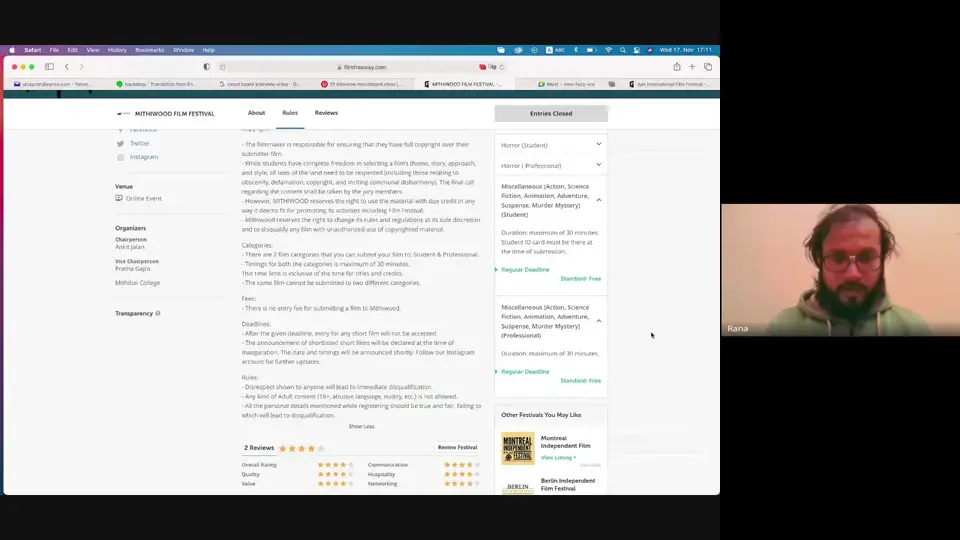 Safari File Edit View History Bookmarks Window Help
ABC
Wed 17. Nov 17:11
filmfreeway.com
MITHIWOOD FILM FESTIVAL
About Rules Reviews
Entries Closed
Facebook
Twitter
Instagram
Venue
Online Event
Organizers
Chairperson
Ankit Jalan
Vice Chairperson
Pratha Gajra
Mithibai College
Transparency
- The filmmaker is responsible for ensuring that they have full copyright over their
submitter film.
- While students have complete freedom in selecting a film's theme, story, approach,
and style, all laws of the land need to be respected (including those relating to
obscenity, defamation, copyright, and inciting communal disharmony). The final call
regarding the content shall be taken by the jury members.
- However, MITHIWOOD reserves the right to use the material with due credit in any
way it deems fit for promoting its activities including Film Festival.
- Mithiwood reserves the right to change its rules and regulations at its sole discretion
and to disqualify any film with unauthorized use of copyrighted material.
Categories:
- There are 2 film categories that you can submit your film to: Student & Professional.
- Timings for both the categories is maximum of 30 minutes.
This time limit is inclusive of the time for titles and credits.
- The same film cannot be submitted to two different categories.
Fees:
- There is no entry fee for submitting a film to Mithiwood.
Deadlines:
- After the given deadline, entry for any short film will not be accepted.
- The announcement of shortlisted short films will be declared at the time of
inauguration. The date and timings will be announced shortly. Follow our Instagram
account for further updates.
Rules:
- Disrespect shown to anyone will lead to immediate disqualification.
- Any kind of Adult content (18+, abusive language, nudity, etc.) is not allowed.
- All the personal details mentioned while registering should be true and fair, failing to
which will lead to disqualification.
Show Less
2 Reviews
Review Festival
Overall Rating
Quality
Value
Communication
Hospitality
Networking
Horror (Student)
Horror ( Professional)
Miscellaneous (Action, Science
Fiction, Animation, Adventure,
Suspense, Murder Mystery)
(Student)
Duration: maximum of 30 minutes.
Student ID card must be there at
the time of submission.
Regular Deadline
Standard: Free
Miscellaneous (Action, Science
Fiction, Animation, Adventure,
Suspense, Murder Mystery)
(Professional)
Duration: maximum of 30 minutes.
Regular Deadline
Standard: Free
Other Festivals You May Like
MONTREAL
INDEPENDENT
FILM
FESTIVAL
Montreal
Independent Film
View Listing
BERLIN
Berlin Independent
Film Festival
Rana